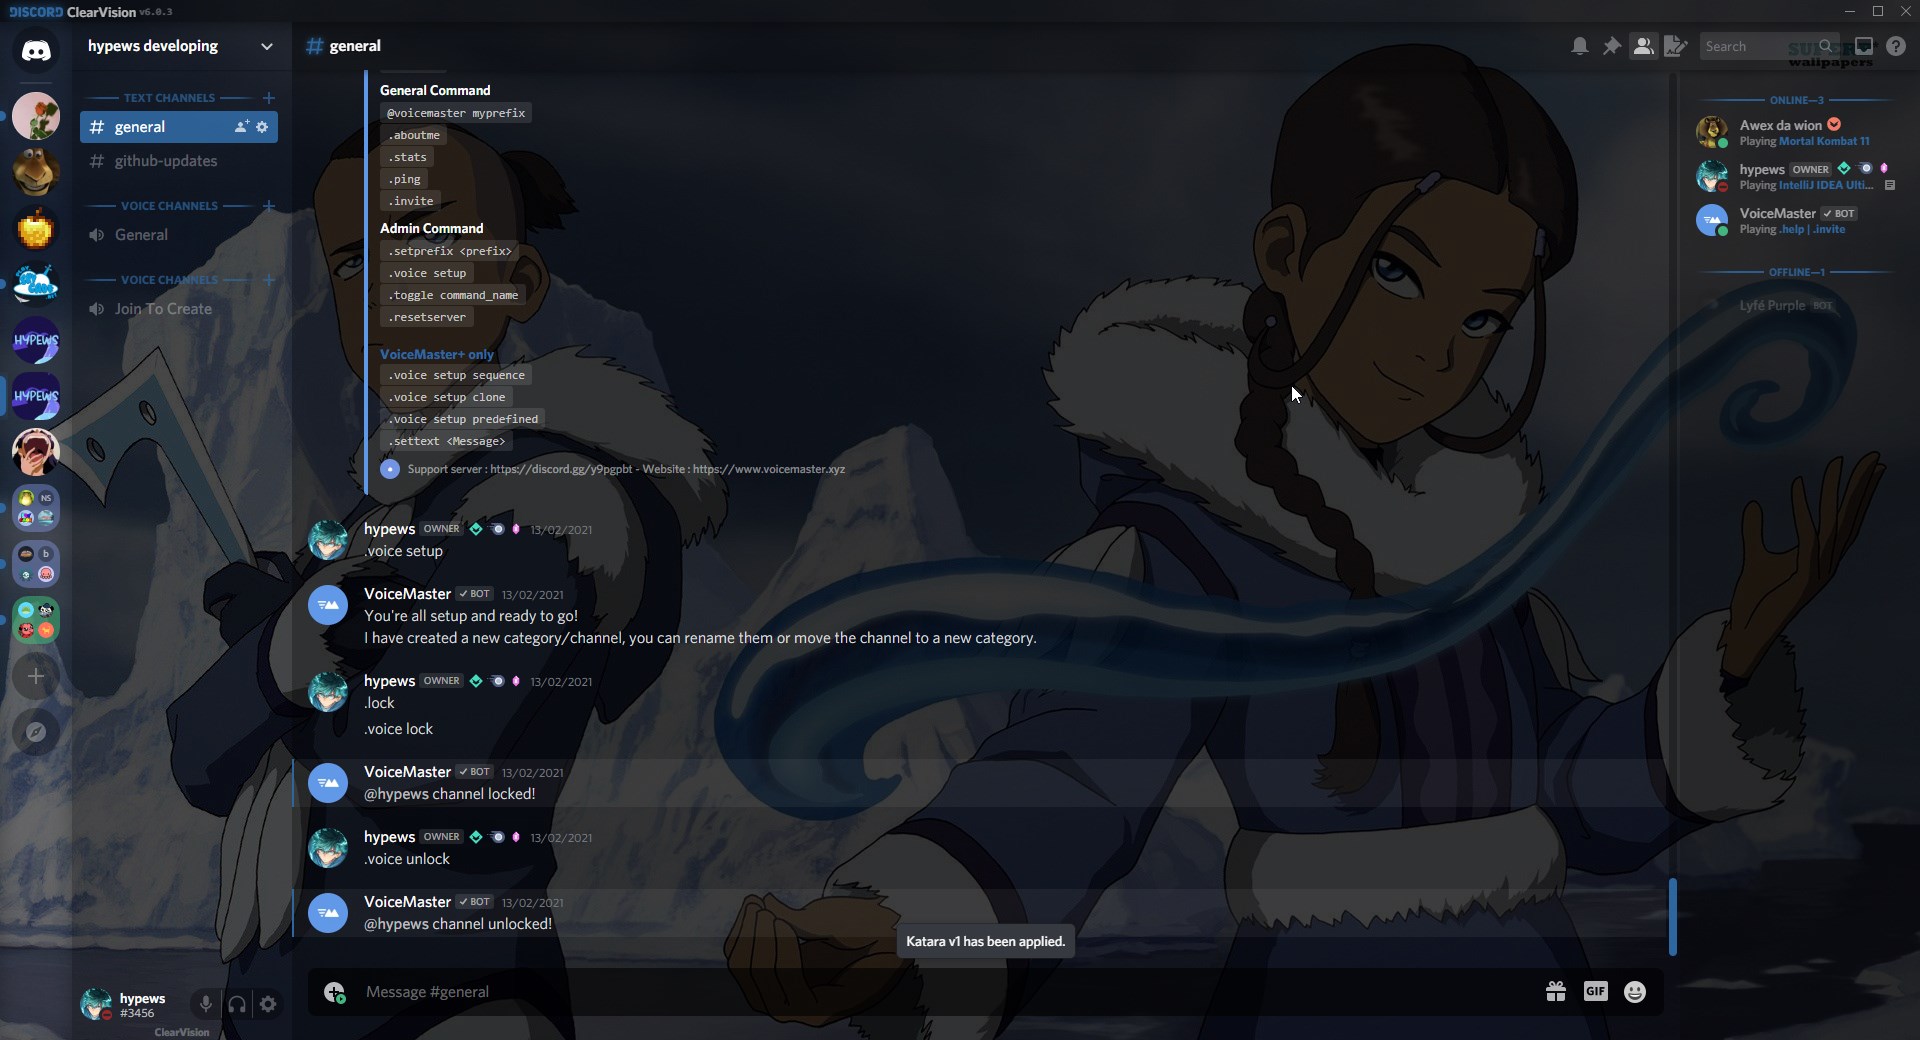 DISCORD ClearVision v6.0.3
hypews developing
TEXT CHANNELS
general
github-updates
VOICE CHANNELS
General
VOICE CHANNELS
Join To Create
HYPEWS
HYPEWS
NS
b
hypews
#3456
ClearVision
# general
Search
wallpapers
General Command
@voicemaster myprefix
.aboutme
.stats
.ping
.invite
Admin Command
.setprefix <prefix>
.voice setup
.toggle command_name
.resetserver
VoiceMaster+ only
.voice setup sequence
.voice setup clone
.voice setup predefined
.settext <Message>
Support server : https://discord.gg/y9pgpbt - Website : https://www.voicemaster.xyz
hypews OWNER 13/02/2021
.voice setup
VoiceMaster ✓ BOT 13/02/2021
You're all setup and ready to go!
I have created a new category/channel, you can rename them or move the channel to a new category.
hypews OWNER 13/02/2021
.lock
.voice lock
VoiceMaster ✓ BOT 13/02/2021
@hypews channel locked!
hypews OWNER 13/02/2021
.voice unlock
VoiceMaster ✓ BOT 13/02/2021
@hypews channel unlocked!
Katara v1 has been applied.
Message #general
GIF
ONLINE—3
Awex da wion
Playing Mortal Kombat 11
hypews OWNER
Playing IntelliJ IDEA Ulti...
VoiceMaster ✓ BOT
Playing .help | .invite
OFFLINE—1
Lyfé Purple BOT